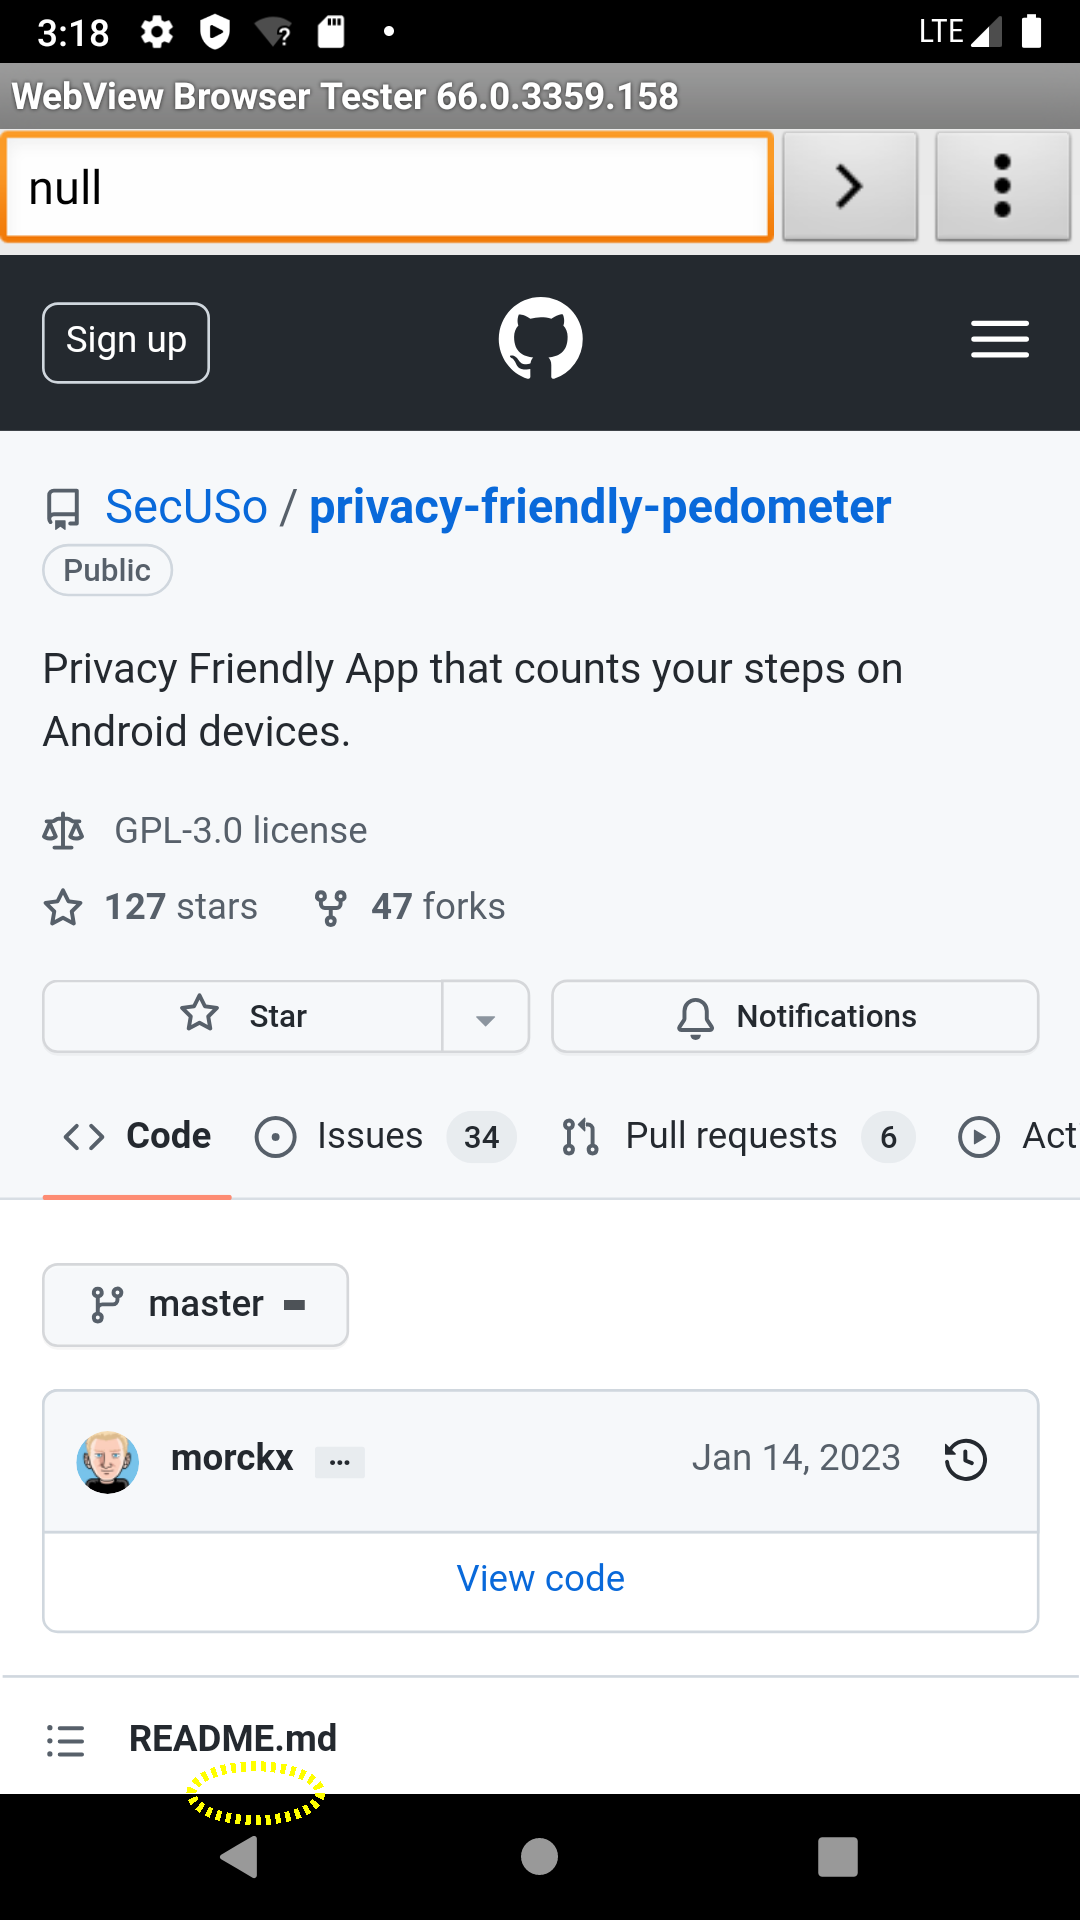 3:18 ? LTE
WebView Browser Tester 66.0.3359.158
null
Sign up
SecUSo / privacy-friendly-pedometer
Public
Privacy Friendly App that counts your steps on
Android devices.
GPL-3.0 license
127 stars 47 forks
Star Notifications
Code Issues 34 Pull requests 6 Act
master
morckx ... Jan 14, 2023
View code
README.md